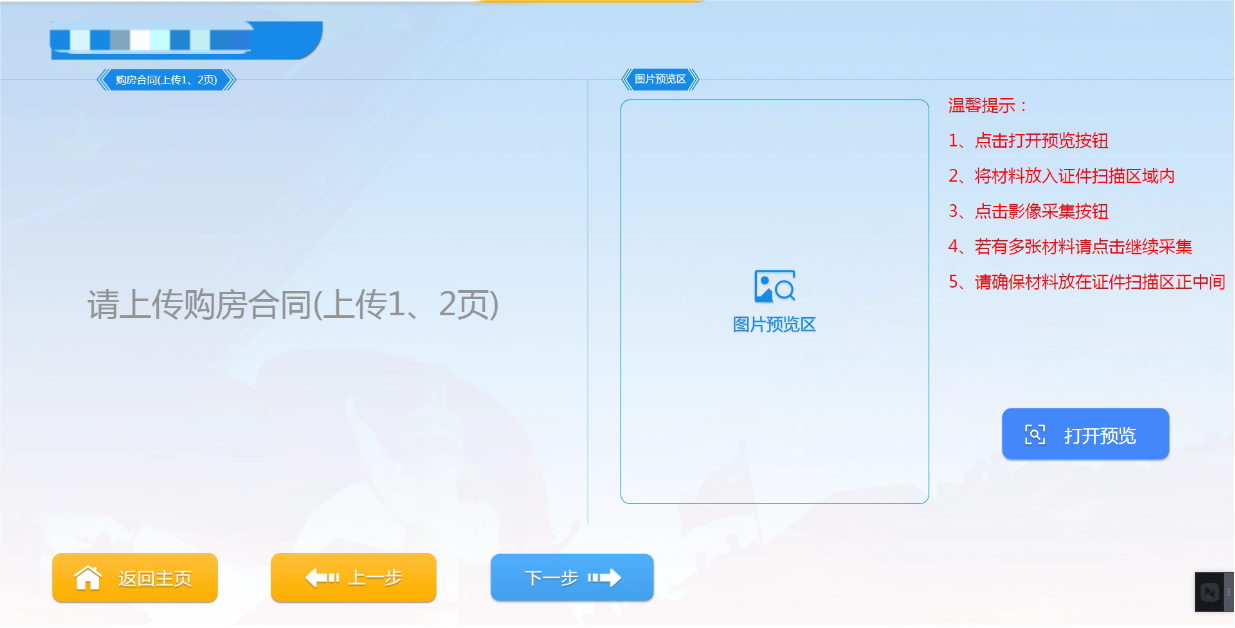 购房合同(上传1、2页)
请上传购房合同(上传1、2页)
图片预览区
图片预览区
温馨提示：
1、点击打开预览按钮
2、将材料放入证件扫描区域内
3、点击影像采集按钮
4、若有多张材料请点击继续采集
5、请确保材料放在证件扫描区正中间
打开预览
返回主页
上一步
下一步